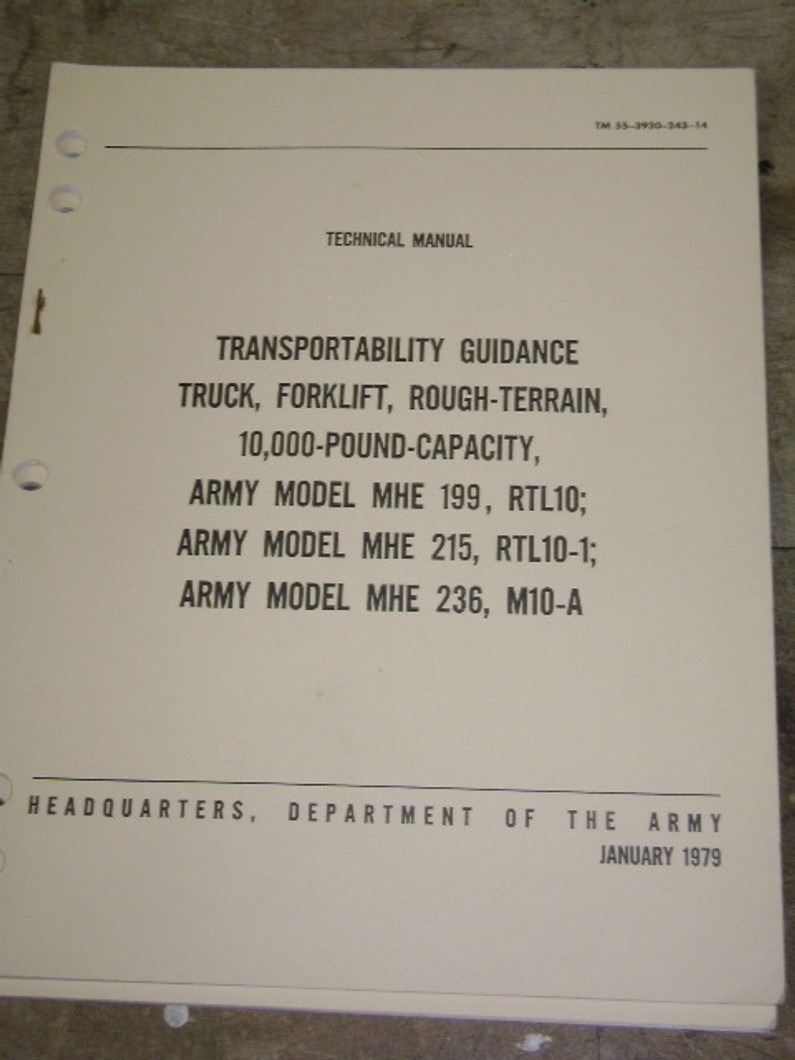 TM 55-3930-243-14
TECHNICAL MANUAL
TRANSPORTABILITY GUIDANCE
TRUCK, FORKLIFT, ROUGH-TERRAIN,
10,000-POUND-CAPACITY,
ARMY MODEL MHE 199, RTL10;
ARMY MODEL MHE 215, RTL10-1;
ARMY MODEL MHE 236, M10-A
HEADQUARTERS, DEPARTMENT OF THE ARMY
JANUARY 1979